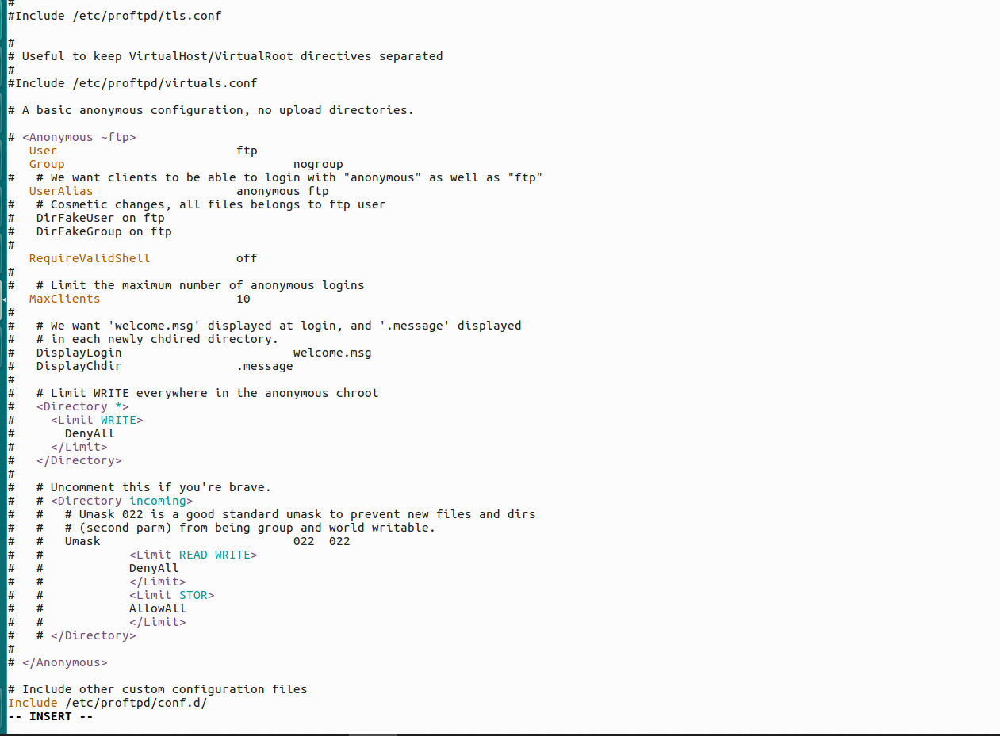 #
#Include /etc/proftpd/tls.conf

#
# Useful to keep VirtualHost/VirtualRoot directives separated
#
#Include /etc/proftpd/virtuals.conf

# A basic anonymous configuration, no upload directories.

# <Anonymous ~ftp>
   User                         ftp
   Group                                nogroup
#   # We want clients to be able to login with "anonymous" as well as "ftp"
   UserAlias                    anonymous ftp
#   # Cosmetic changes, all files belongs to ftp user
#   DirFakeUser on ftp
#   DirFakeGroup on ftp
#
   RequireValidShell            off
#
#   # Limit the maximum number of anonymous logins
   MaxClients                   10
#
#   # We want 'welcome.msg' displayed at login, and '.message' displayed
#   # in each newly chdired directory.
#   DisplayLogin                        welcome.msg
#   DisplayChdir                .message
#
#   # Limit WRITE everywhere in the anonymous chroot
#   <Directory *>
#     <Limit WRITE>
#       DenyAll
#     </Limit>
#   </Directory>
#
#   # Uncomment this if you're brave.
#   # <Directory incoming>
#   #   # Umask 022 is a good standard umask to prevent new files and dirs
#   #   # (second parm) from being group and world writable.
#   #   Umask                           022  022
#   #            <Limit READ WRITE>
#   #            DenyAll
#   #            </Limit>
#   #            <Limit STOR>
#   #            AllowAll
#   #            </Limit>
#   # </Directory>
#
# </Anonymous>

# Include other custom configuration files
Include /etc/proftpd/conf.d/
-- INSERT --